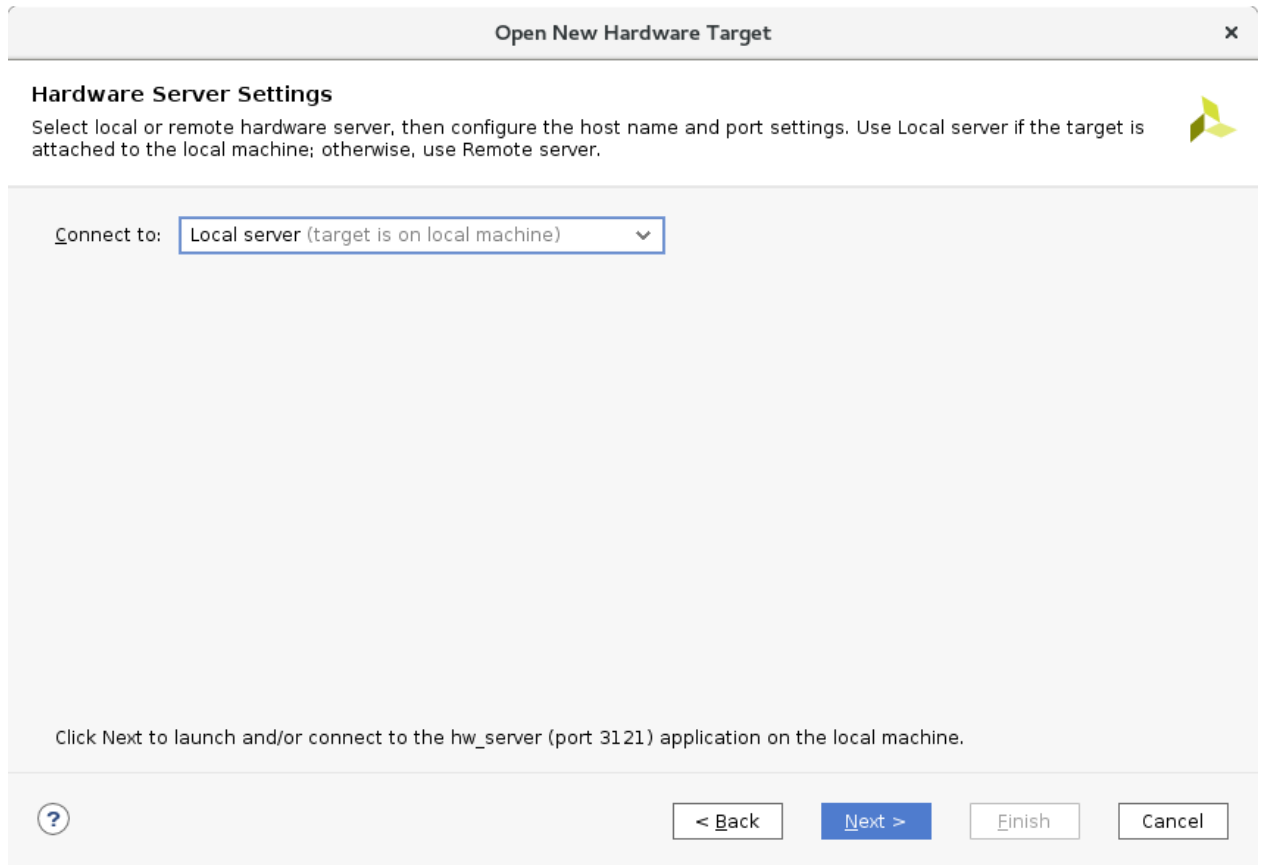 Open New Hardware Target ×
Hardware Server Settings
Select local or remote hardware server, then configure the host name and port settings. Use Local server if the target is
attached to the local machine; otherwise, use Remote server.
Connect to: Local server (target is on local machine)
Click Next to launch and/or connect to the hw_server (port 3121) application on the local machine.
? < Back Next > Finish Cancel